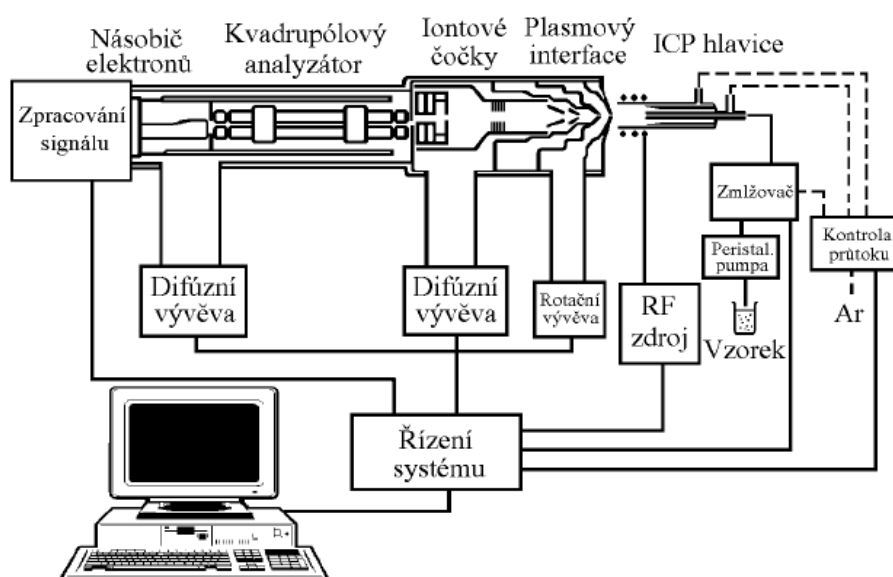 Násobič
elektronů
Kvadrupólový
analyzátor
Iontové
čočky
Plasmový
interface
ICP hlavice
Zpracování
signálu
Zmlžovač
Peristal.
pumpa
Kontrola
průtoku
Difúzní
vývěva
Difúzní
vývěva
Rotační
vývěva
RF
zdroj
Vzorek
Ar
Řízení
systému